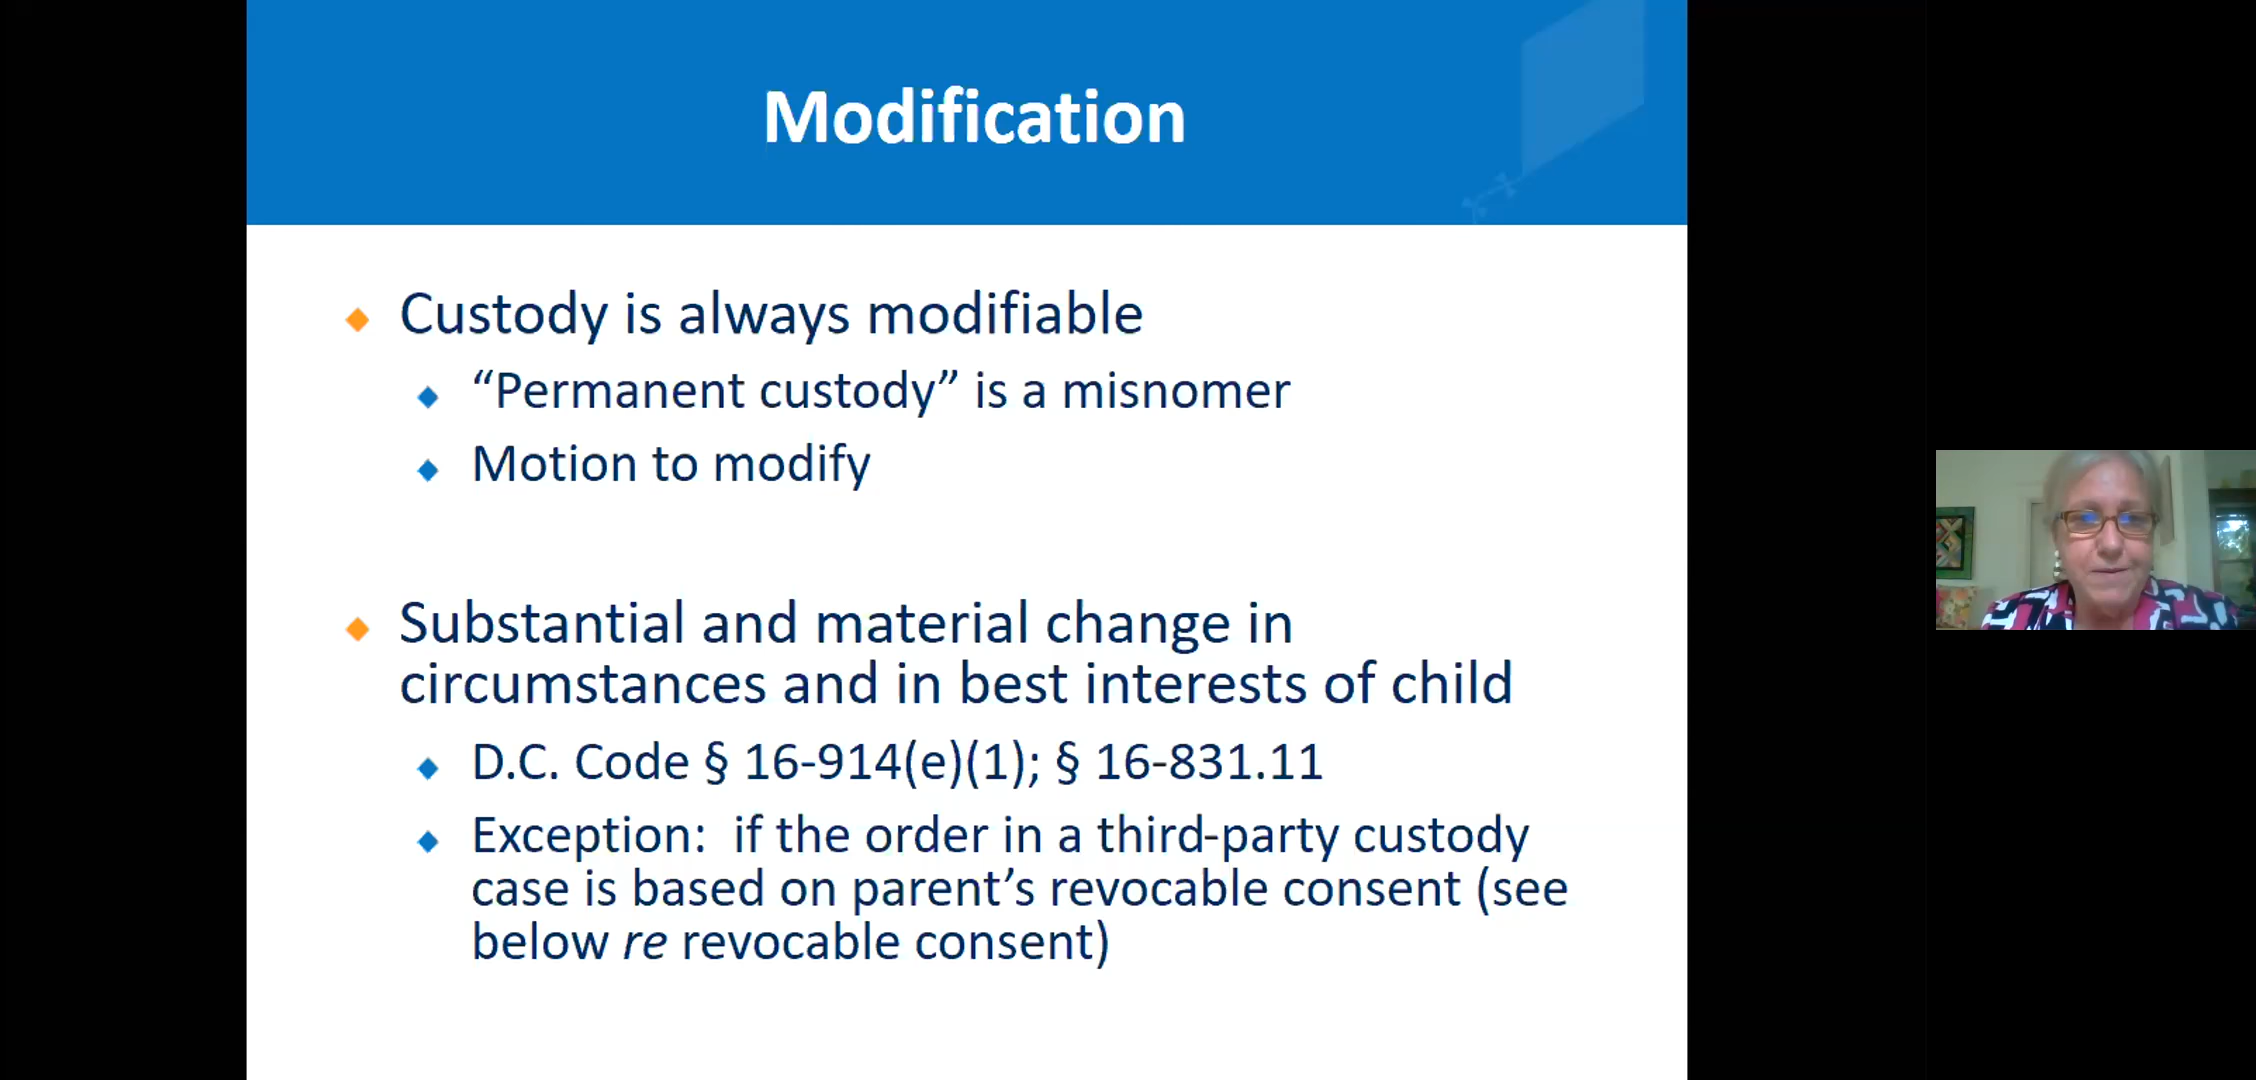 Modification
Custody is always modifiable
“Permanent custody” is a misnomer
Motion to modify
Substantial and material change in
circumstances and in best interests of child
D.C. Code § 16-914(e)(1); § 16-831.11
Exception:  if the order in a third-party custody
case is based on parent’s revocable consent (see
below re revocable consent)